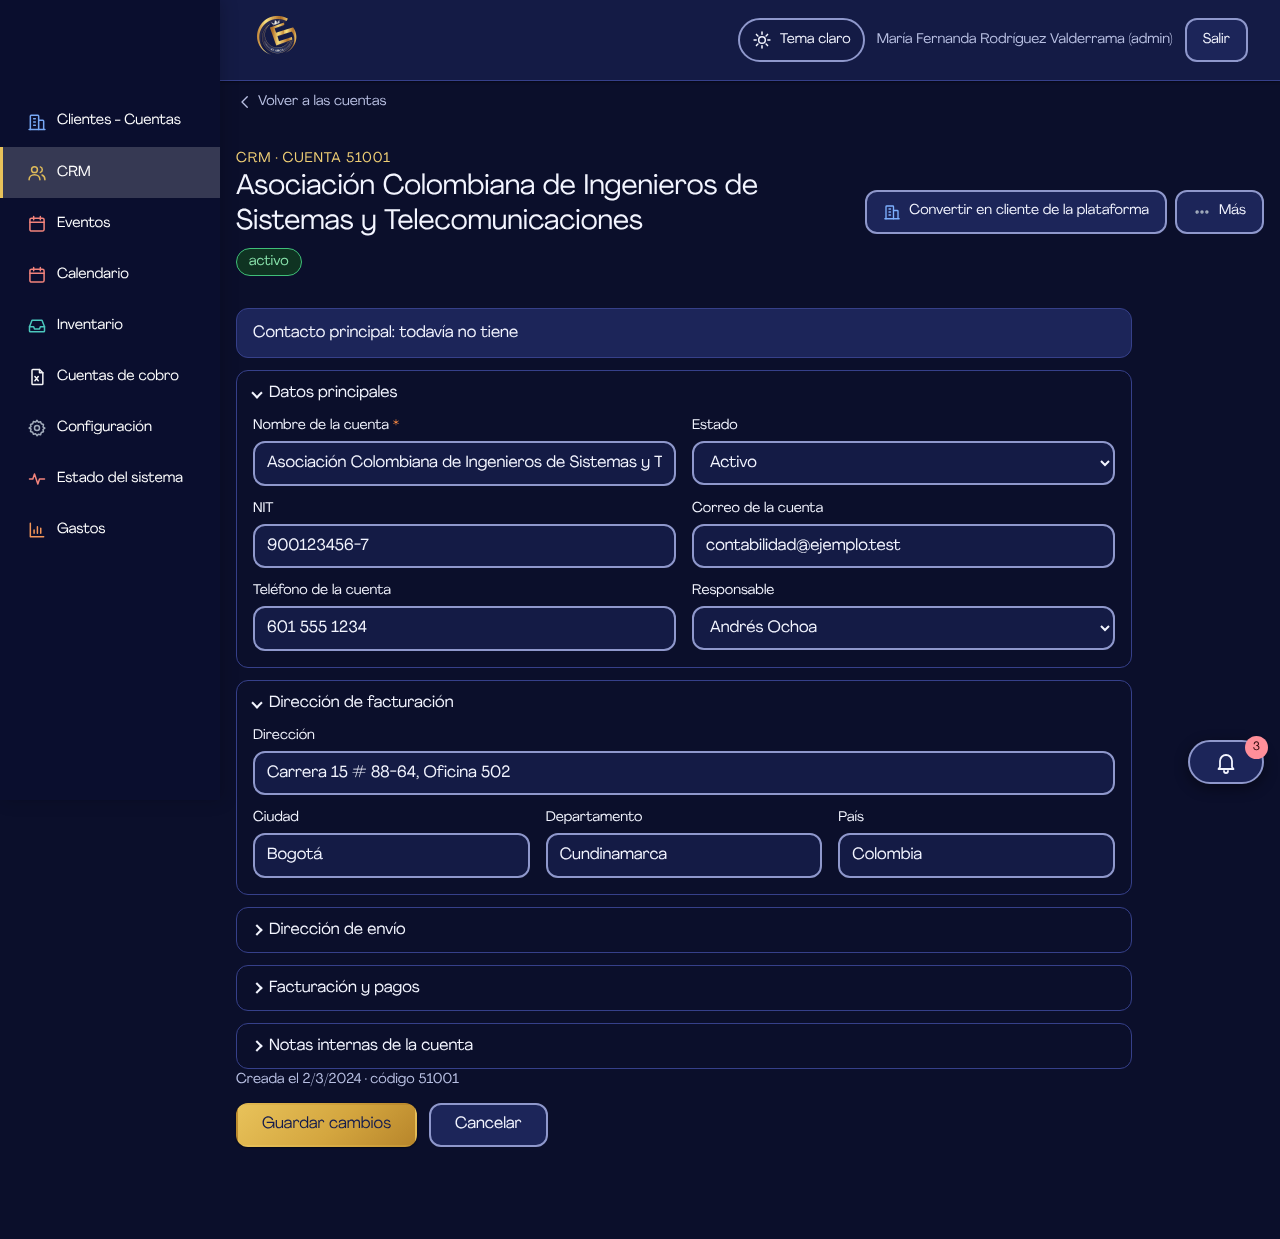 Tema claro
María Fernanda Rodríguez Valderrama (admin)
Salir
Clientes - Cuentas
CRM
Eventos
Calendario
Inventario
Cuentas de cobro
Configuración
Estado del sistema
Gastos
Volver a las cuentas
CRM · CUENTA 51001
Asociación Colombiana de Ingenieros de
Sistemas y Telecomunicaciones
activo
Convertir en cliente de la plataforma
Más
Contacto principal: todavía no tiene
Datos principales
Nombre de la cuenta *
Estado
Asociación Colombiana de Ingenieros de Sistemas y T
Activo
NIT
Correo de la cuenta
900123456-7
contabilidad@ejemplo.test
Teléfono de la cuenta
Responsable
601 555 1234
Andrés Ochoa
Dirección de facturación
Dirección
Carrera 15 # 88-64, Oficina 502
3
Ciudad
Departamento
País
Bogotá
Cundinamarca
Colombia
Dirección de envío
Facturación y pagos
Notas internas de la cuenta
Creada el 2/3/2024 · código 51001
Guardar cambios
Cancelar